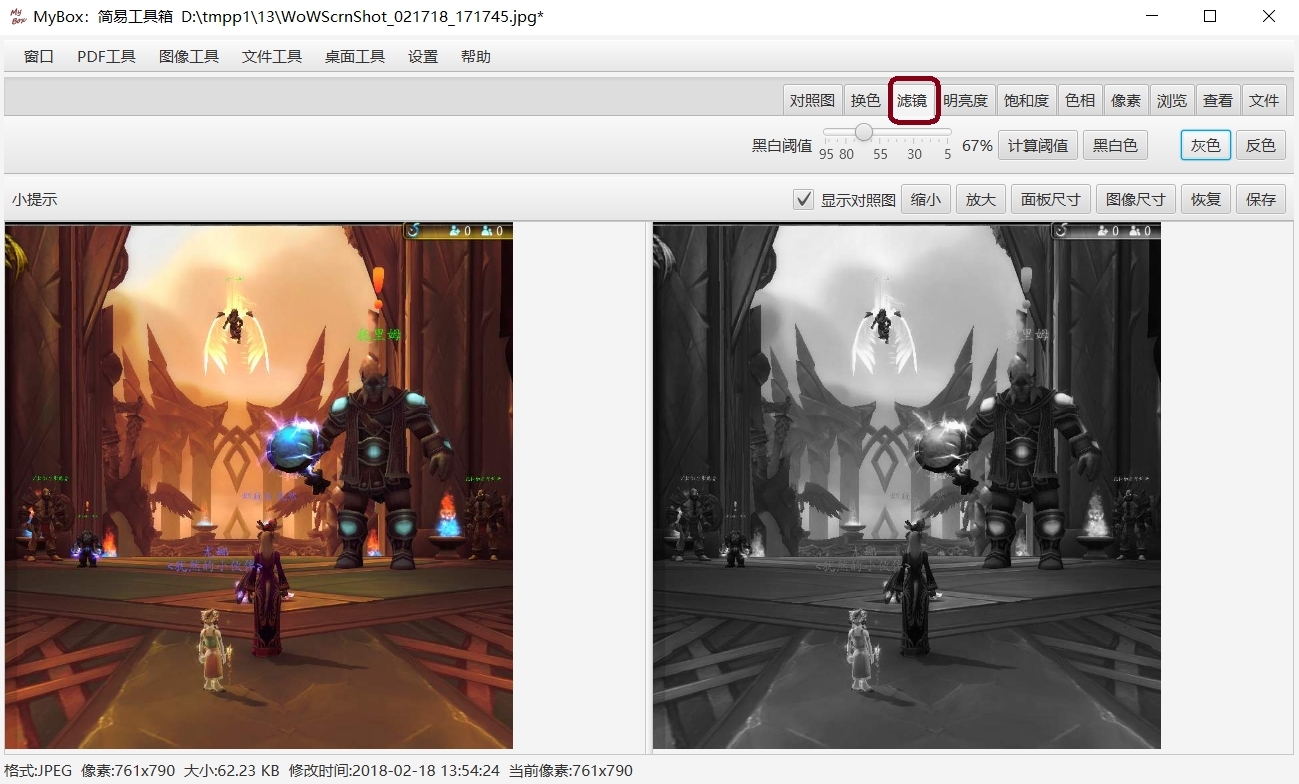 MyBox：简易工具箱 D:\tmpp1\13\WoWScrnShot_021718_171745.jpg*
窗口 PDF工具 图像工具 文件工具 桌面工具 设置 帮助
对照图 换色 滤镜 明亮度 饱和度 色相 像素 浏览 查看 文件
黑白阈值 95 80 55 30 5 67% 计算阈值 黑白色 灰色 反色
小提示 显示对照图 缩小 放大 面板尺寸 图像尺寸 恢复 保存
0 0 0 0
格式:JPEG 像素:761x790 大小:62.23 KB 修改时间:2018-02-18 13:54:24 当前像素:761x790